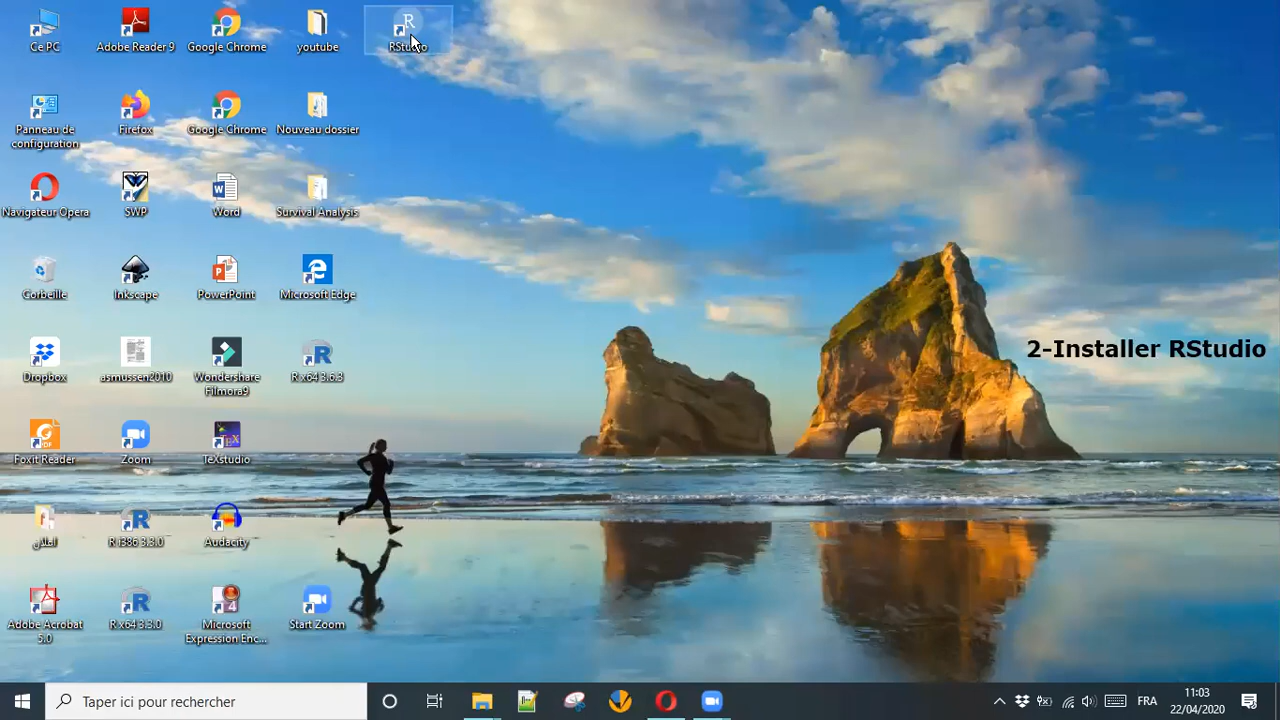 Ce PC
Adobe Reader 9
Google Chrome
youtube
RStudio
Panneau de
configuration
Firefox
Google Chrome
Nouveau dossier
Navigateur Opera
SWP
Word
Survival Analysis
Corbeille
Inkscape
PowerPoint
Microsoft Edge
2-Installer RStudio
Dropbox
asmussen2010
Wondershare
Filmora9
R x64 3.6.3
Foxit Reader
Zoom
TeXstudio
R i386 3.3.0
Audacity
Adobe Acrobat
5.0
R x64 3.3.0
Microsoft
Expression Enc...
Start Zoom
Taper ici pour rechercher
FRA
11:03
22/04/2020